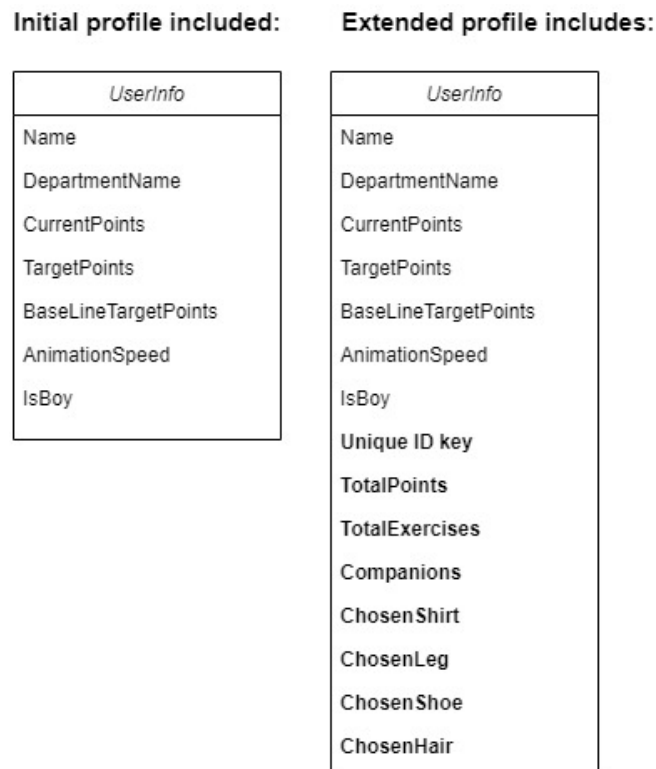 Initial profile included:
UserInfo
Name
DepartmentName
CurrentPoints
TargetPoints
BaseLineTargetPoints
AnimationSpeed
IsBoy
Extended profile includes:
UserInfo
Name
DepartmentName
CurrentPoints
TargetPoints
BaseLineTargetPoints
AnimationSpeed
IsBoy
Unique ID key
TotalPoints
TotalExercises
Companions
ChosenShirt
ChosenLeg
ChosenShoe
ChosenHair